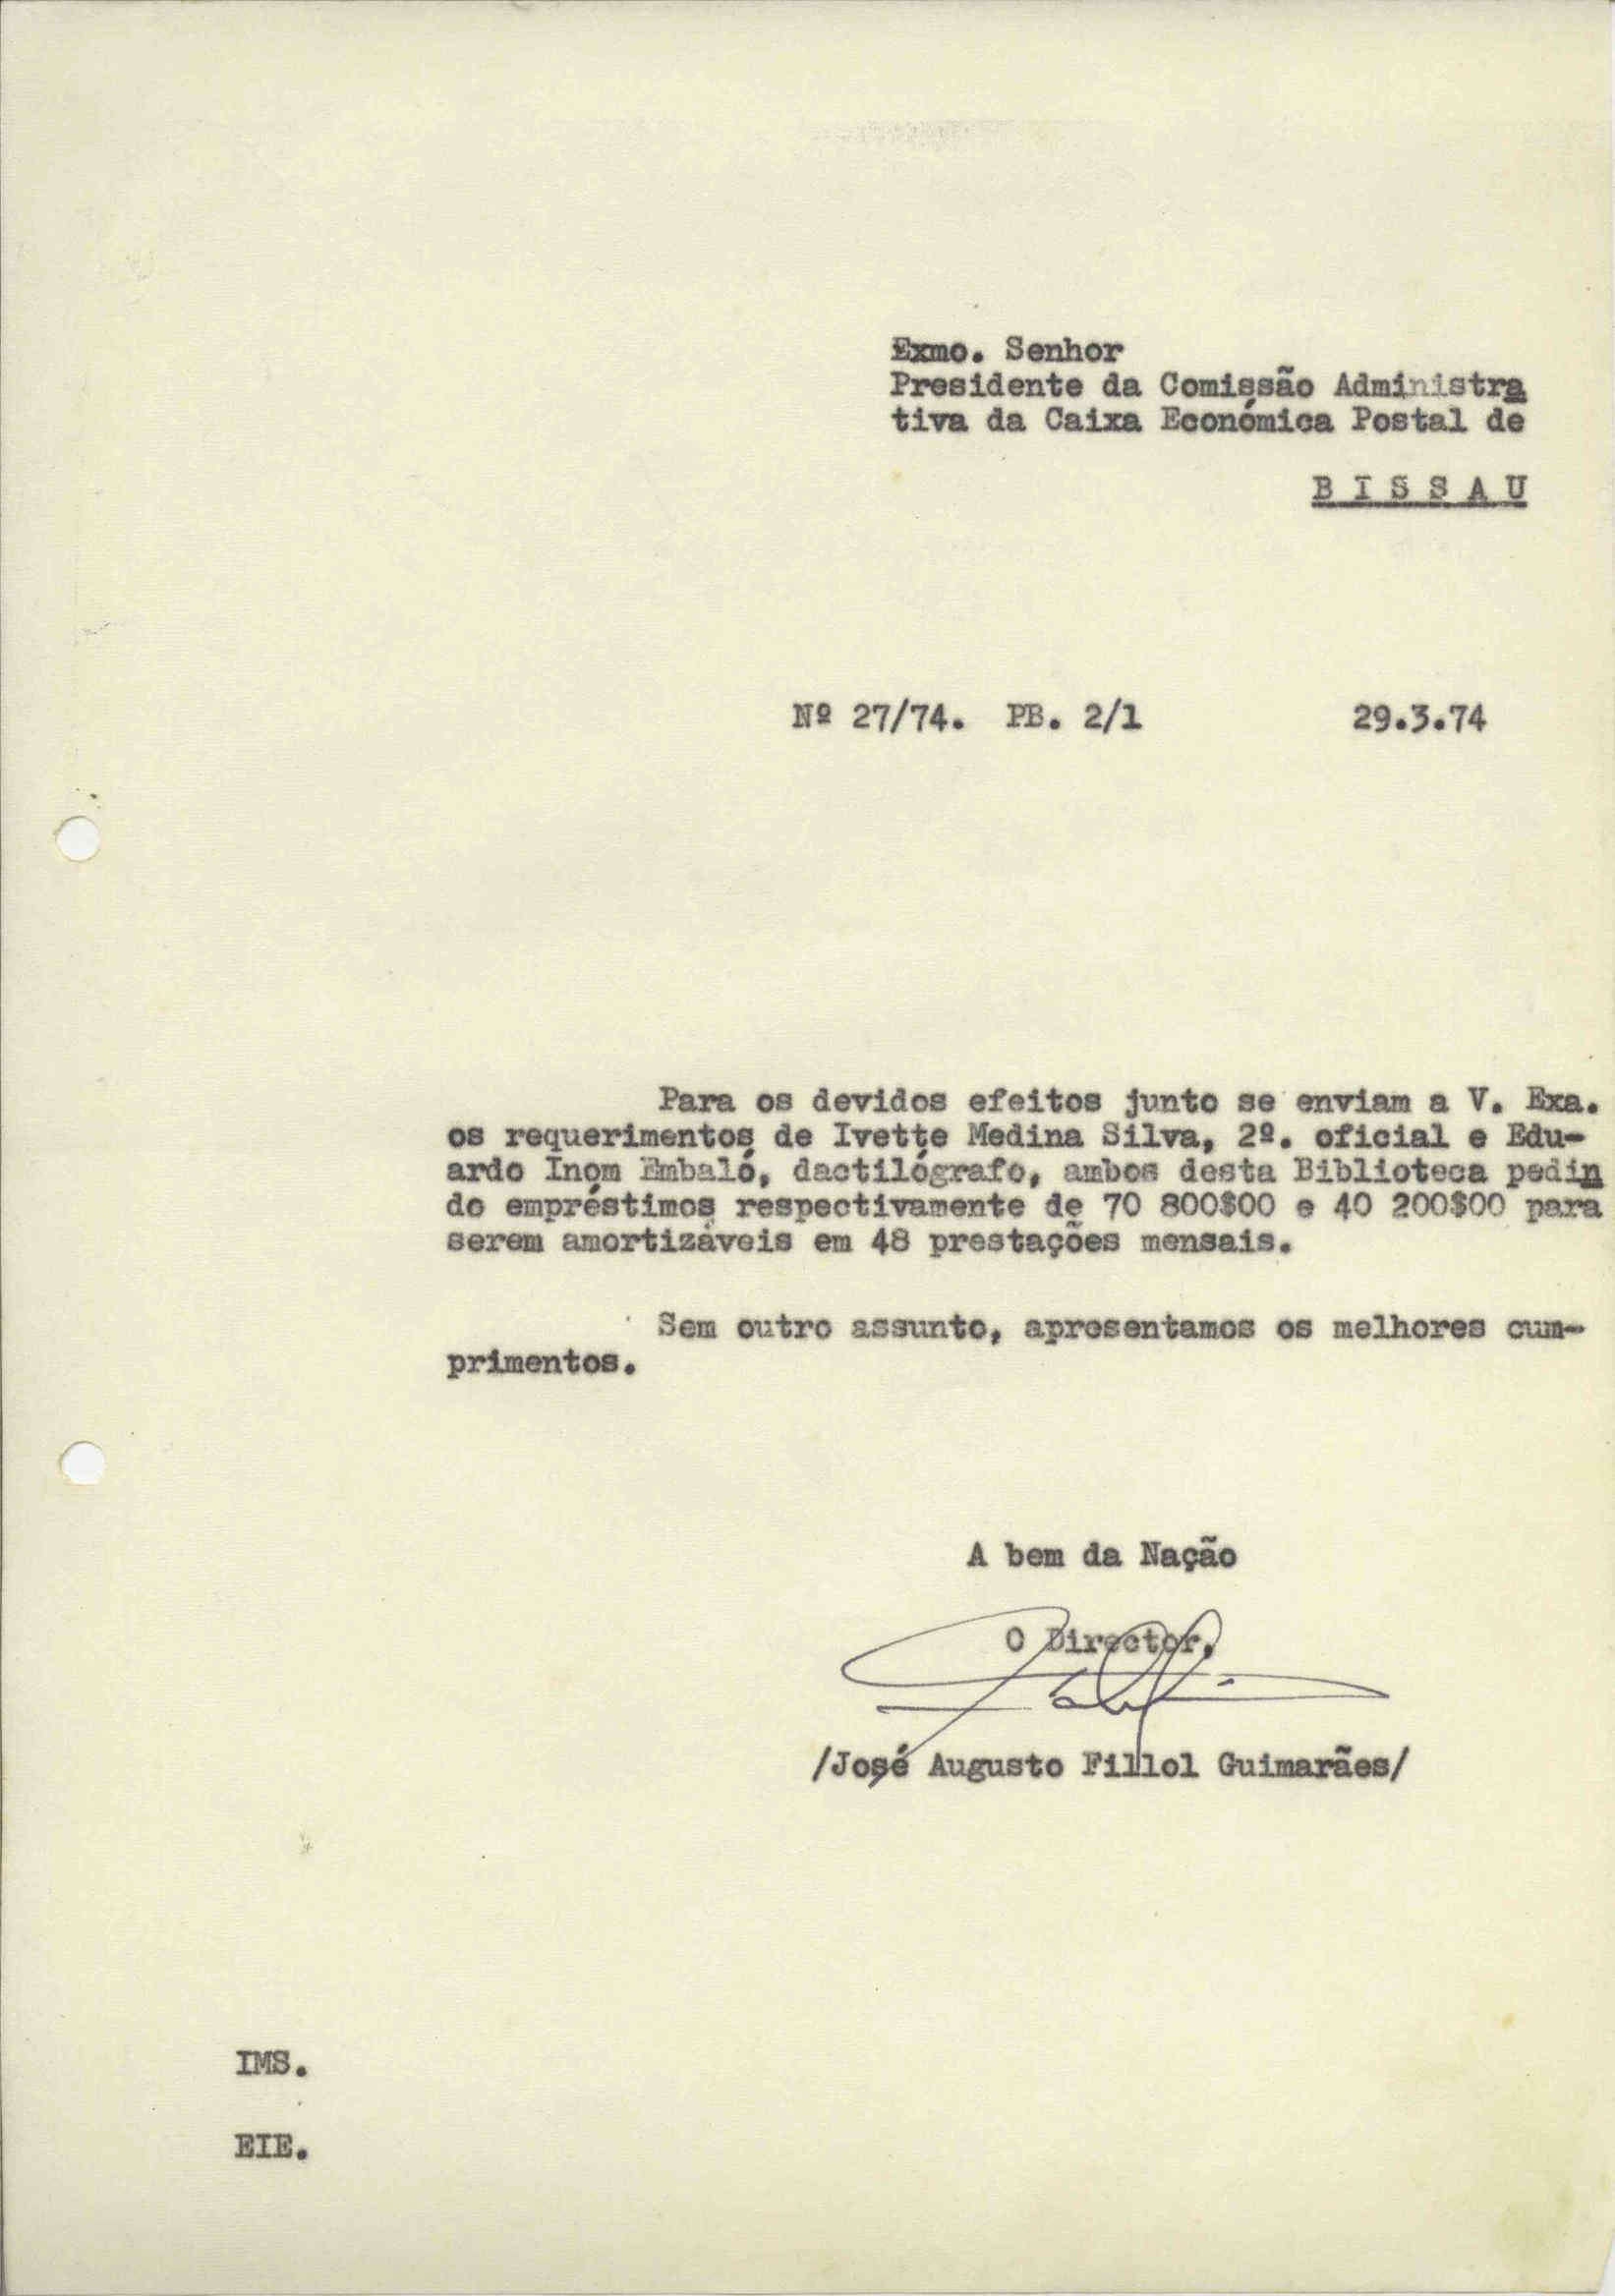 Exmo. Senhor
Presidente da Comissão Administra
tiva da Caixa Económica Postal de
B I S S A U
Nº 27/74. PB. 2/1 29.3.74
Para os devidos efeitos junto se enviam a V. Exa.
os requerimentos de Ivette Medina Silva, 2º. oficial e Edu-
ardo Inom Embaló, dactilógrafo, ambos desta Biblioteca pedin
do empréstimos respectivamente de 70 800$00 e 40 200$00 para
serem amortizáveis em 48 prestações mensais.
Sem outro assunto, apresentamos os melhores cum-
primentos.
A bem da Nação
O Director,
/José Augusto Fillol Guimarães/
IMS.
EIE.